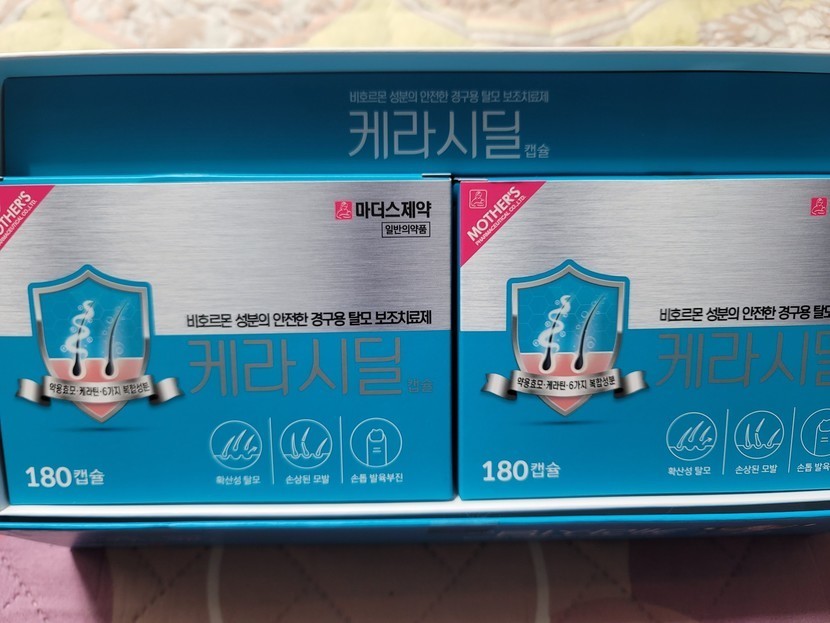 비호르몬 성분의 안전한 경구용 탈모 보조치료제
케라시딜 캡슐
MOTHER'S
PHARMACEUTICAL CO.,LTD.
마더스제약
일반의약품
비호르몬 성분의 안전한 경구용 탈모 보조치료제
케라시딜 캡슐
약용효모·케라틴·6가지 복합성분
180캡슐
확산성 탈모
손상된 모발
손톱 발육부진
MOTHER'S
PHARMACEUTICAL CO.,LTD.
비호르몬 성분의 안전한 경구용 탈모
케라시딜
약용효모·케라틴·6가지 복합성분
180캡슐
확산성 탈모
손상된 모발